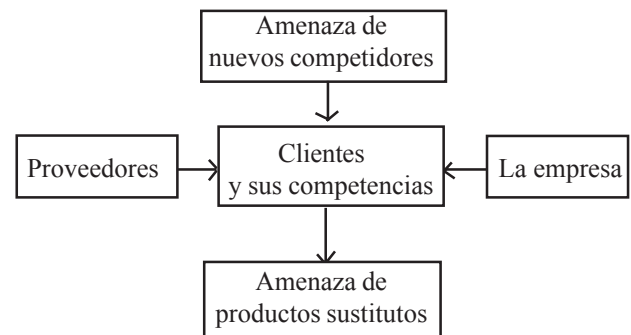 Amenaza de
nuevos competidores
Proveedores
Clientes
y sus competencias
La empresa
Amenaza de
productos sustitutos